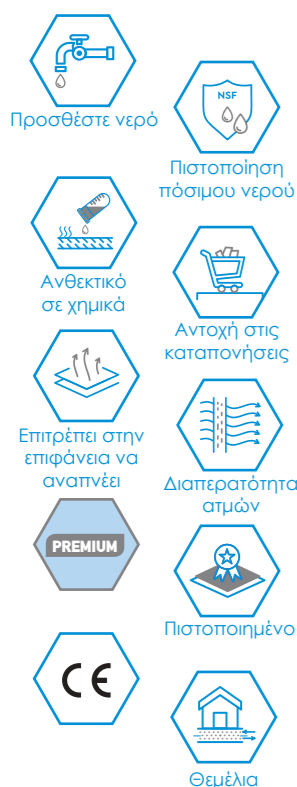 Προσθέστε νερό
NSF
Πιστοποίηση
πόσιμου νερού
Ανθεκτικό
σε χημικά
Αντοχή στις
καταπονήσεις
Επιτρέπει στην
επιφάνεια να
αναπνέει
Διαπερατότητα
ατμών
PREMIUM
Πιστοποιημένο
CE
Θεμέλια